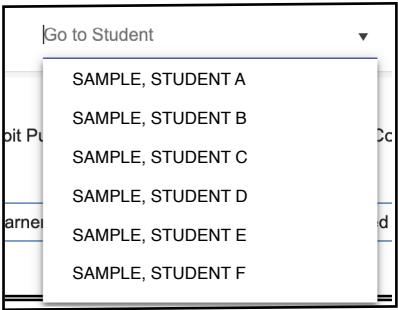 Go to Student
SAMPLE, STUDENT A
SAMPLE, STUDENT B
SAMPLE, STUDENT C
SAMPLE, STUDENT D
SAMPLE, STUDENT E
SAMPLE, STUDENT F